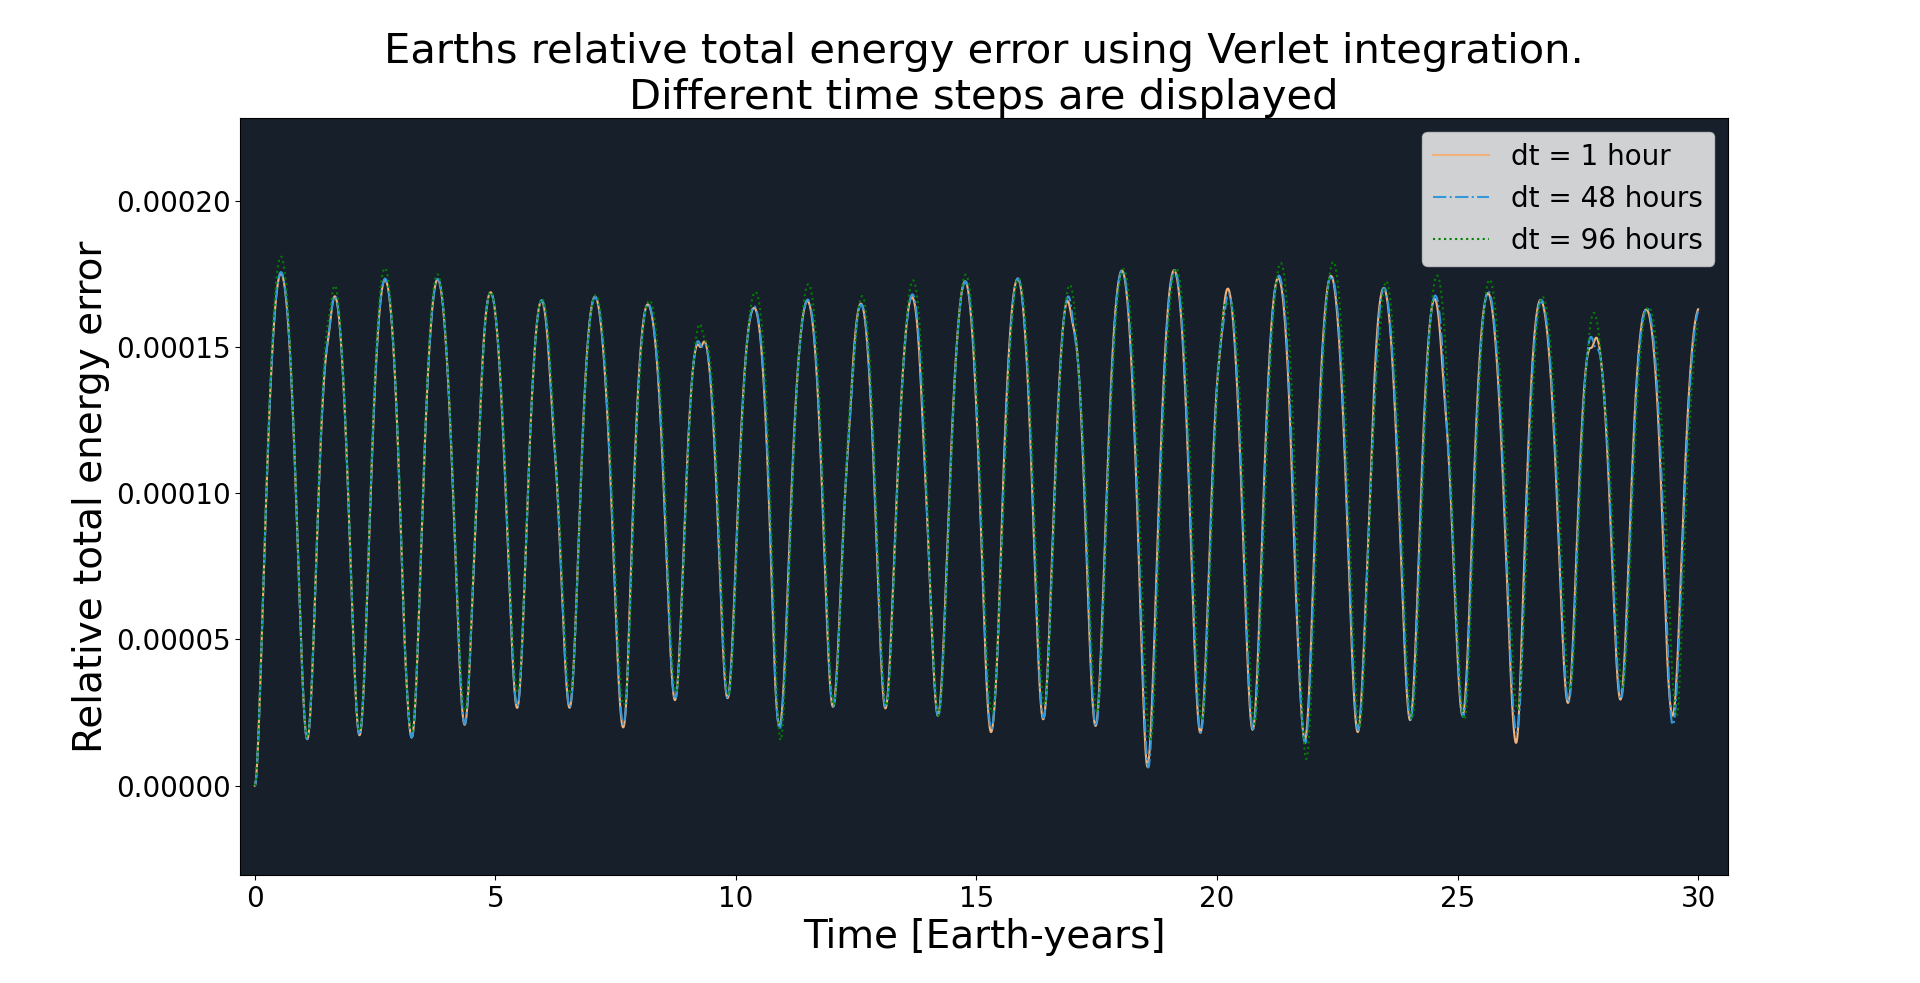 Earths relative total energy error using Verlet integration.
Different time steps are displayed
dt = 1 hour
dt = 48 hours
dt = 96 hours
Relative total energy error
0.00020
0.00015
0.00010
0.00005
0.00000
0 5 10 15 20 25 30
Time [Earth-years]